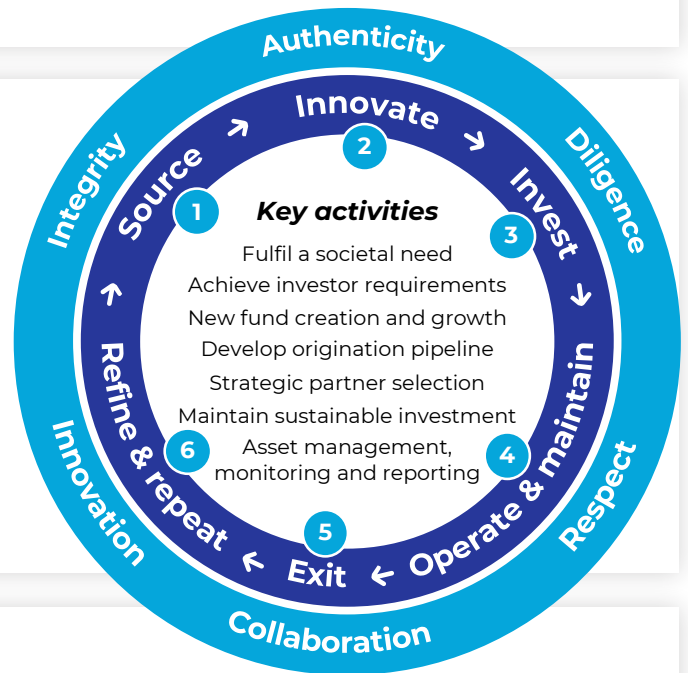 Authenticity
Diligence
Respect
Collaboration
Innovation
Integrity
Source
1
Innovate
2
Invest
3
Operate & maintain
4
Exit
5
Refine & repeat
6
Key activities
Fulfil a societal need
Achieve investor requirements
New fund creation and growth
Develop origination pipeline
Strategic partner selection
Maintain sustainable investment
Asset management,
monitoring and reporting